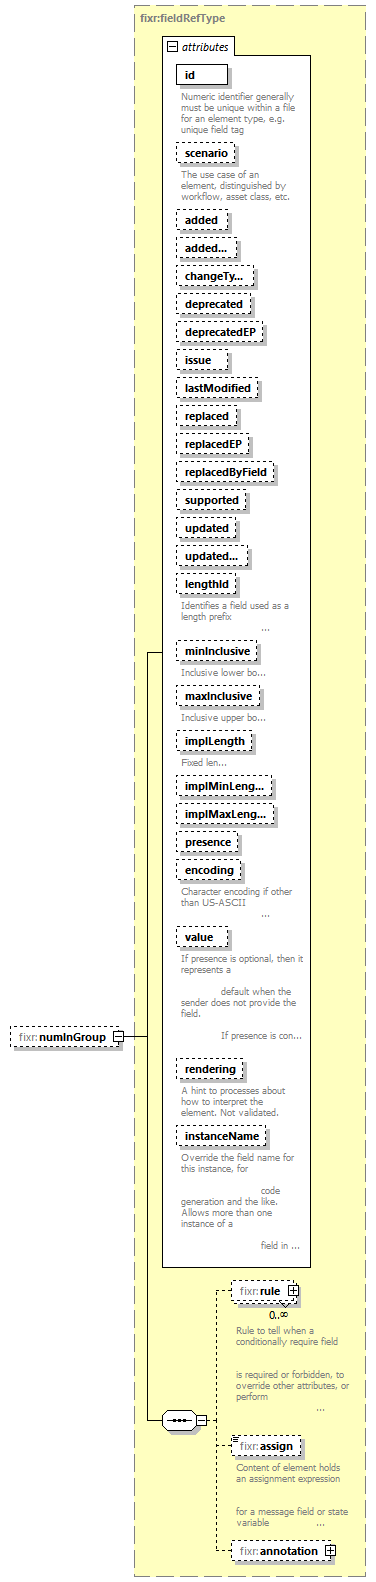 fixr:fieldRefType
attributes
id
Numeric identifier generally
must be unique within a file
for an element type, e.g.
unique field tag
scenario
The use case of an
element, distinguished by
workflow, asset class, etc.
added
added...
changeTy...
deprecated
deprecatedEP
issue
lastModified
replaced
replacedEP
replacedByField
supported
updated
updated...
lengthId
Identifies a field used as a
length prefix
...
minInclusive
Inclusive lower bo...
maxInclusive
Inclusive upper bo...
implLength
Fixed len...
implMinLeng...
implMaxLeng...
presence
encoding
Character encoding if other
than US-ASCII
...
value
If presence is optional, then it
represents a
default when the
sender does not provide the
field.
If presence is con...
fixr:numInGroup
rendering
A hint to processes about
how to interpret the
element. Not validated.
instanceName
Override the field name for
this instance, for
code
generation and the like.
Allows more than one
instance of a
field in ...
fixr:rule
0..∞
Rule to tell when a
conditionally require field
is required or forbidden, to
override other attributes, or
perform
...
fixr:assign
Content of element holds
an assignment expression
for a message field or state
variable ...
fixr:annotation